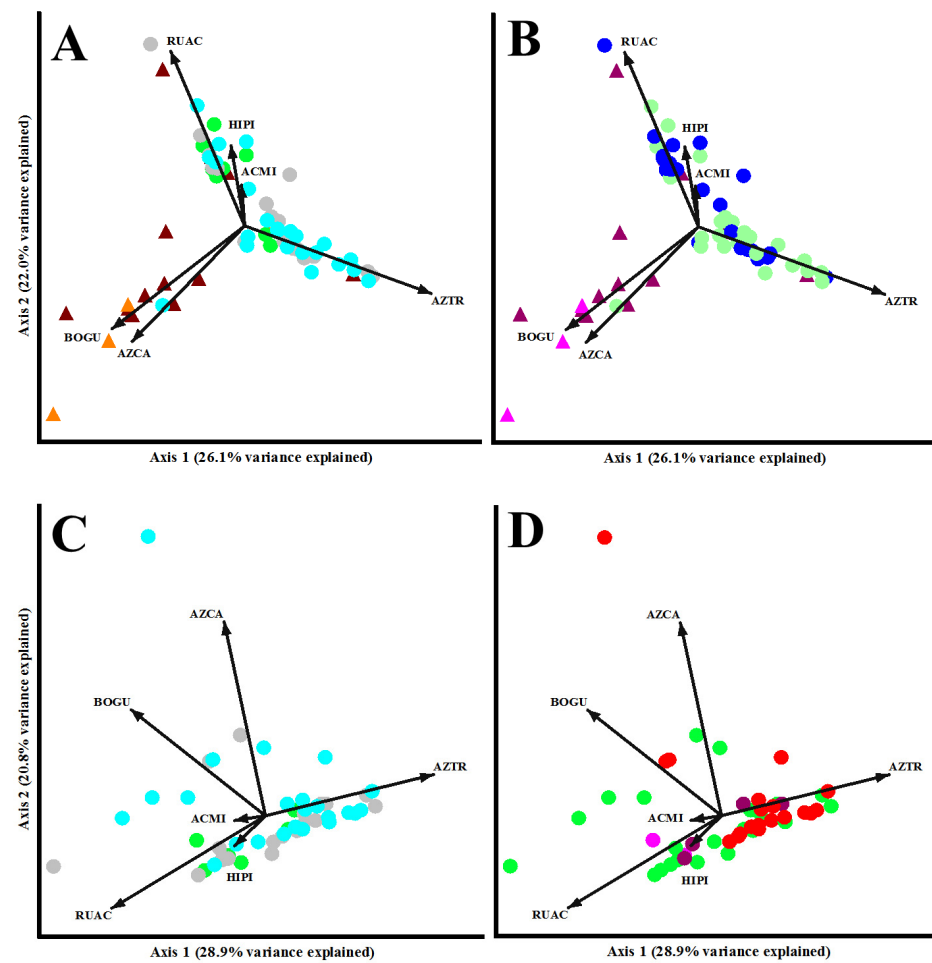 A
RUAC
HIPI
ACMI
AZTR
BOGU
AZCA
Axis 2 (22.0% variance explained)
Axis 1 (26.1% variance explained)
B
RUAC
HIPI
ACMI
AZTR
BOGU
AZCA
Axis 1 (26.1% variance explained)
C
AZCA
BOGU
AZTR
ACMI
HIPI
RUAC
Axis 2 (20.8% variance explained)
Axis 1 (28.9% variance explained)
D
AZCA
BOGU
AZTR
ACMI
HIPI
RUAC
Axis 1 (28.9% variance explained)